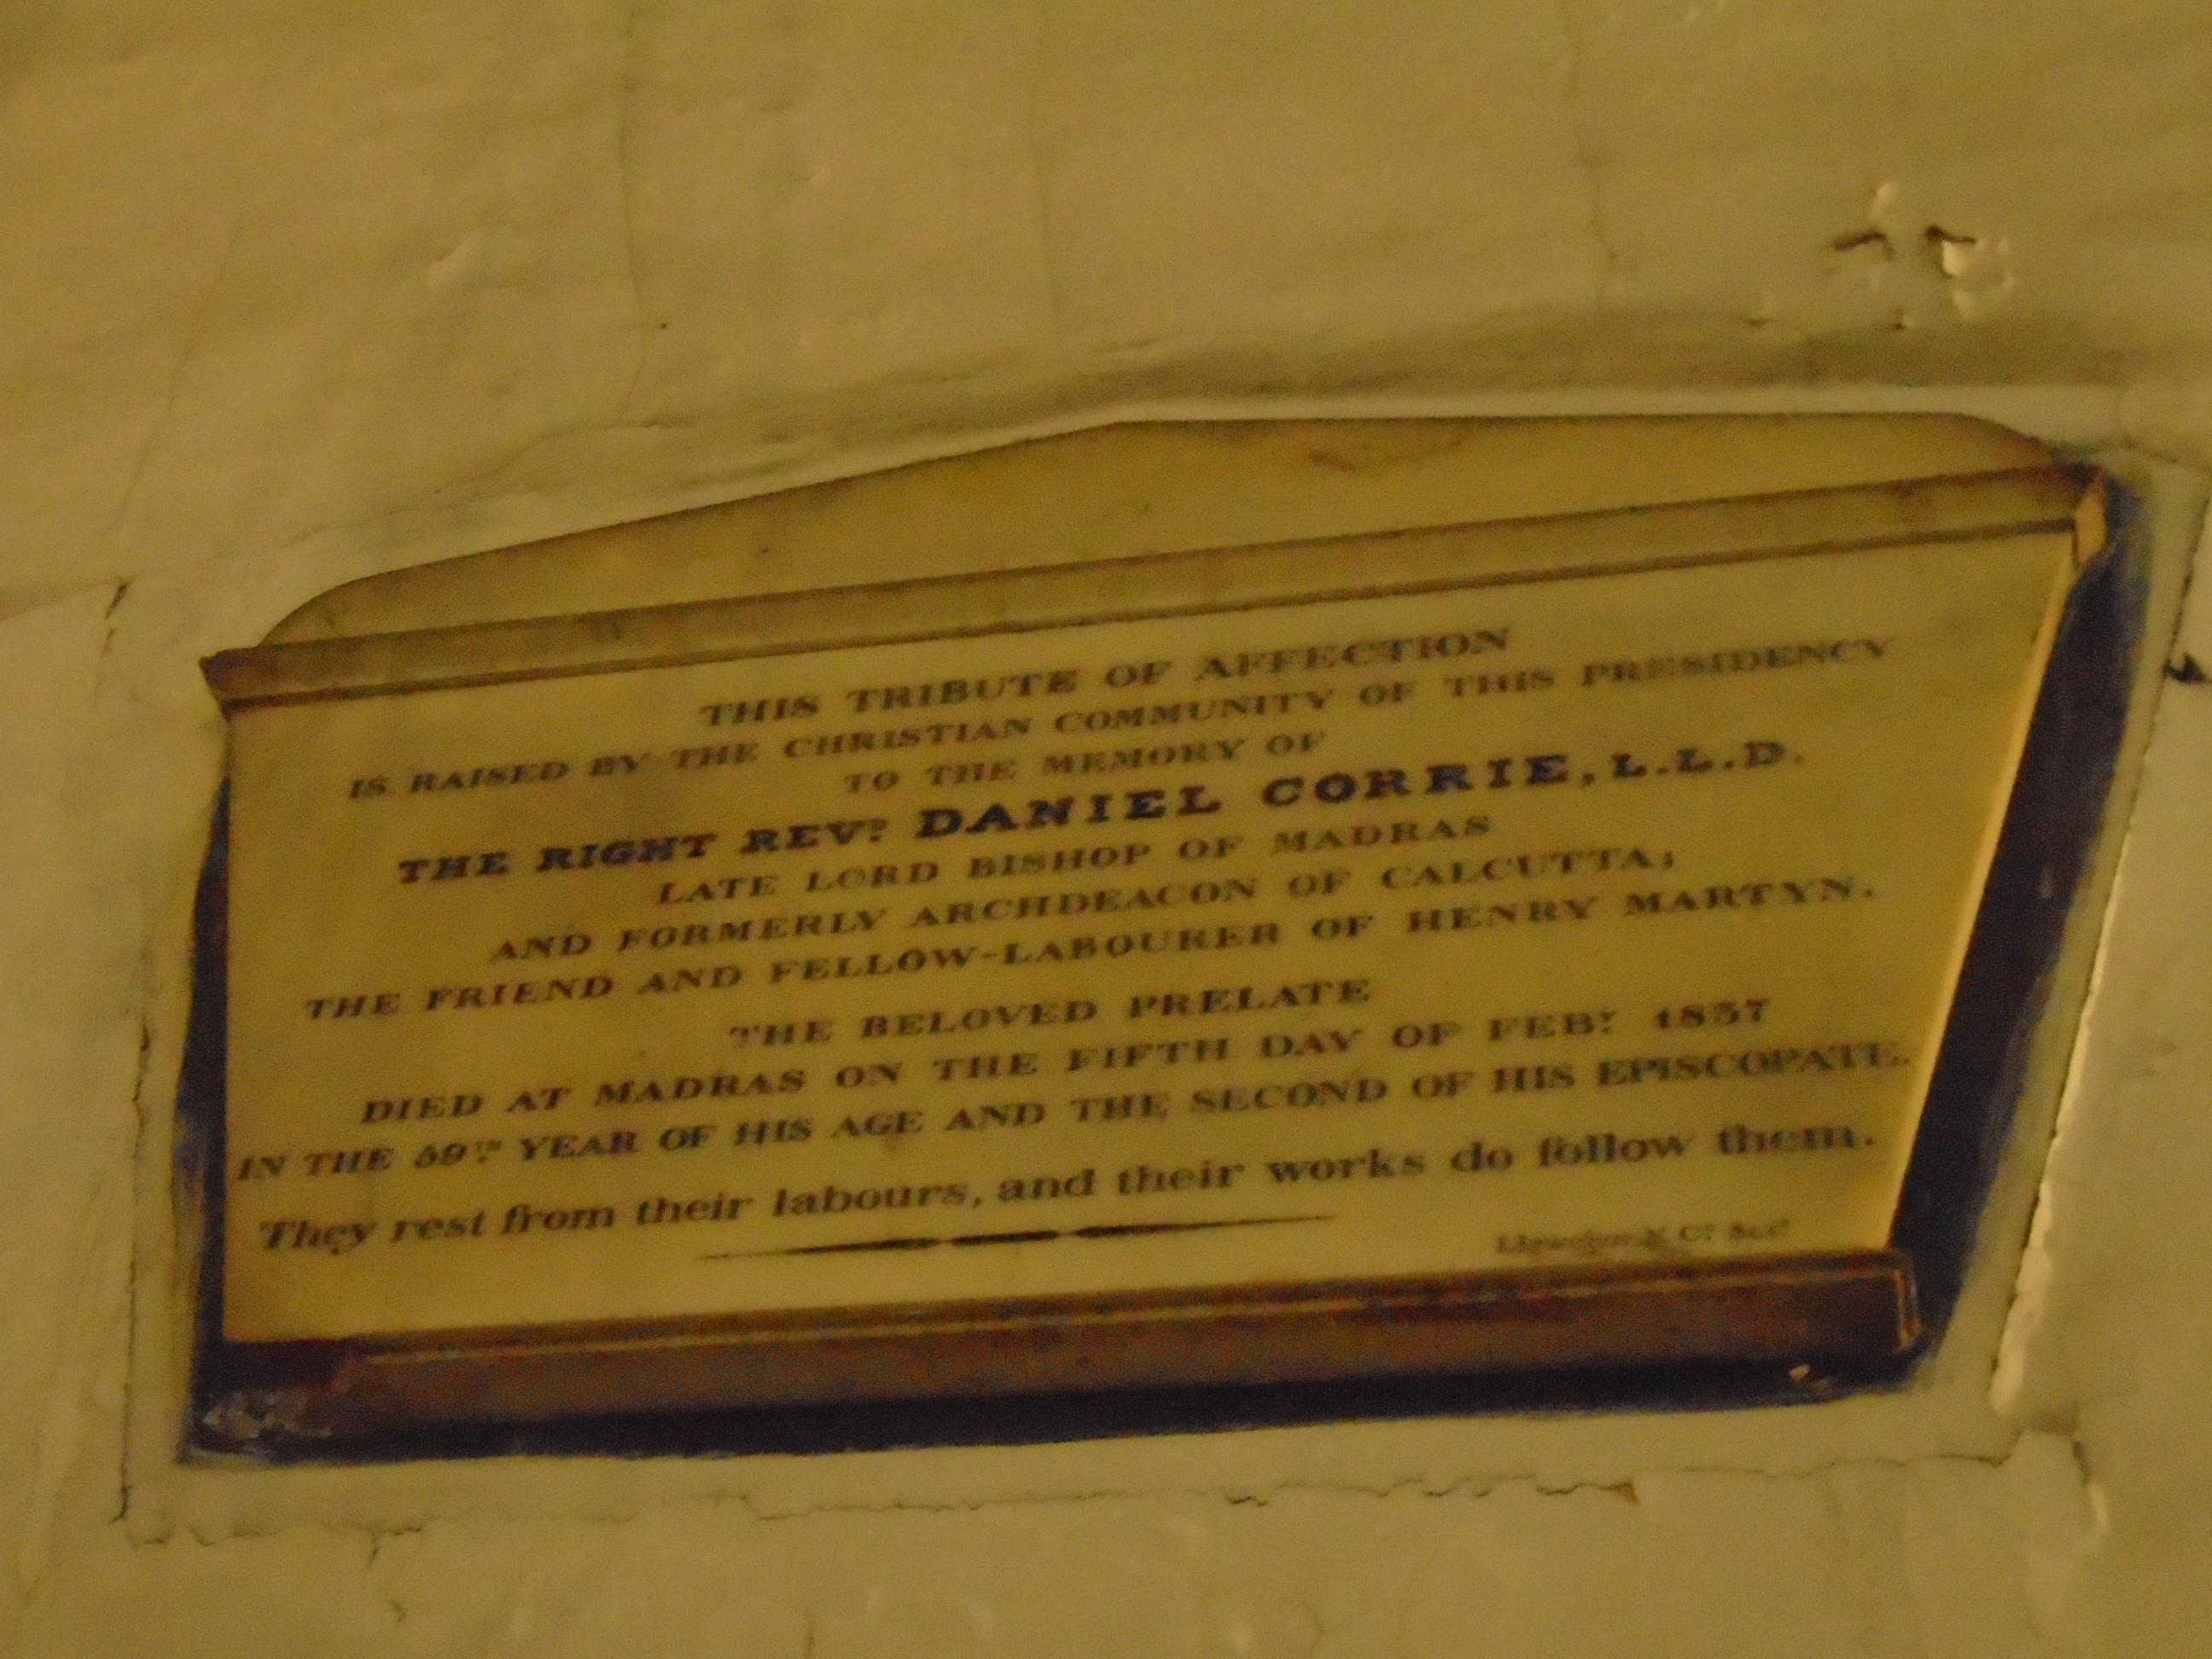 THIS TRIBUTE OF AFFECTION
IS RAISED BY THE CHRISTIAN COMMUNITY OF THIS PRESIDENCY
TO THE MEMORY OF
THE RIGHT REVD. DANIEL CORRIE, L.L.D.
LATE LORD BISHOP OF MADRAS
AND FORMERLY ARCHDEACON OF CALCUTTA;
THE FRIEND AND FELLOW-LABOURER OF HENRY MARTYN.
THE BELOVED PRELATE
DIED AT MADRAS ON THE FIFTH DAY OF FEBY. 1837
IN THE 59TH YEAR OF HIS AGE AND THE SECOND OF HIS EPISCOPATE.
They rest from their labours, and their works do follow them.